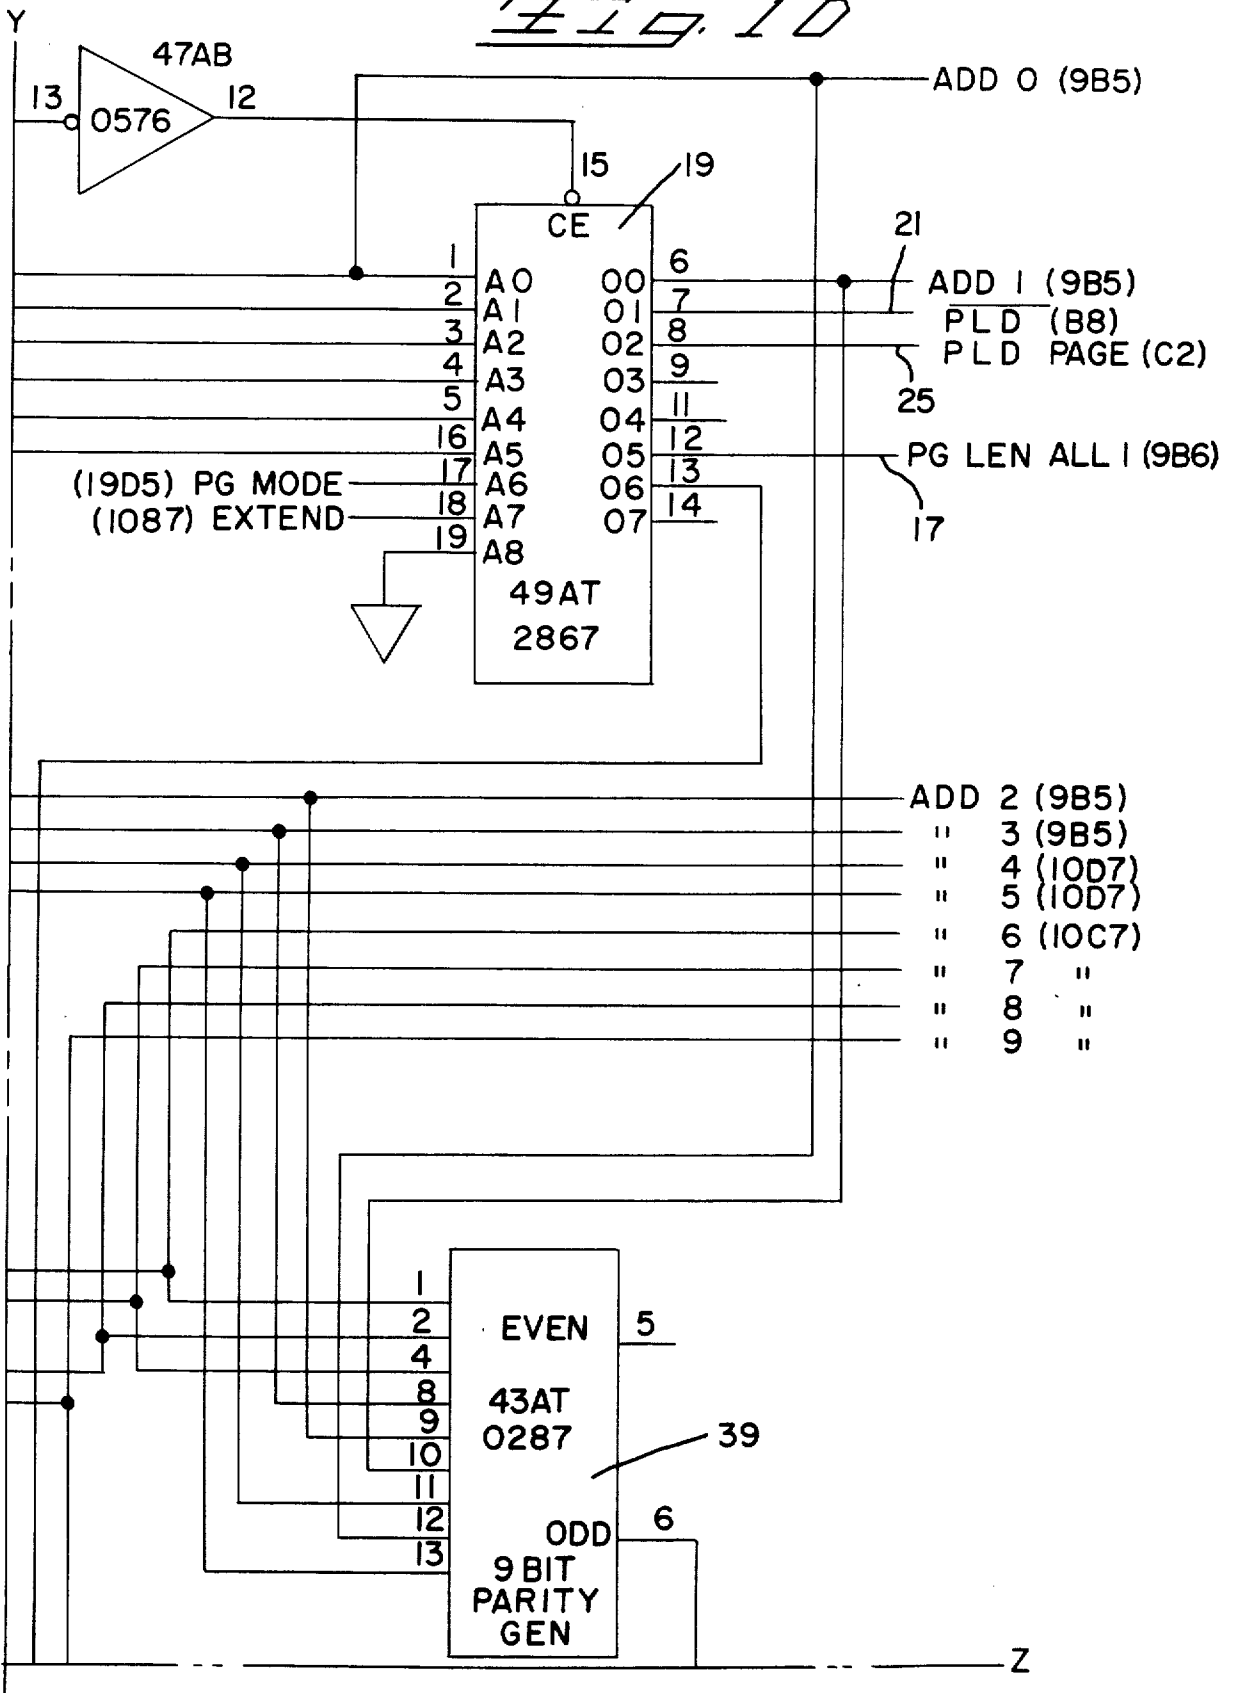 Fig. 10
Y
47AB
13 0576 12
ADD 0 (9B5)
15
19
CE
21
1 A0 O0 6 ADD 1 (9B5)
2 A1 O1 7 PLD (B8)
3 A2 O2 8 PLD PAGE (C2)
4 A3 O3 9
25
5 A4 O4 11
16 A5 O5 12 PG LEN ALL 1 (9B6)
(19D5) PG MODE 17 A6 O6 13
(1087) EXTEND 18 A7 O7 14
17
19 A8
49AT
2867
ADD 2 (9B5)
" 3 (9B5)
" 4 (10D7)
" 5 (10D7)
" 6 (10C7)
" 7 "
" 8 "
" 9 "
1
2 EVEN 5
4
8 43AT
9 0287 39
10
11
12 ODD 6
13 9 BIT
PARITY
GEN
Z